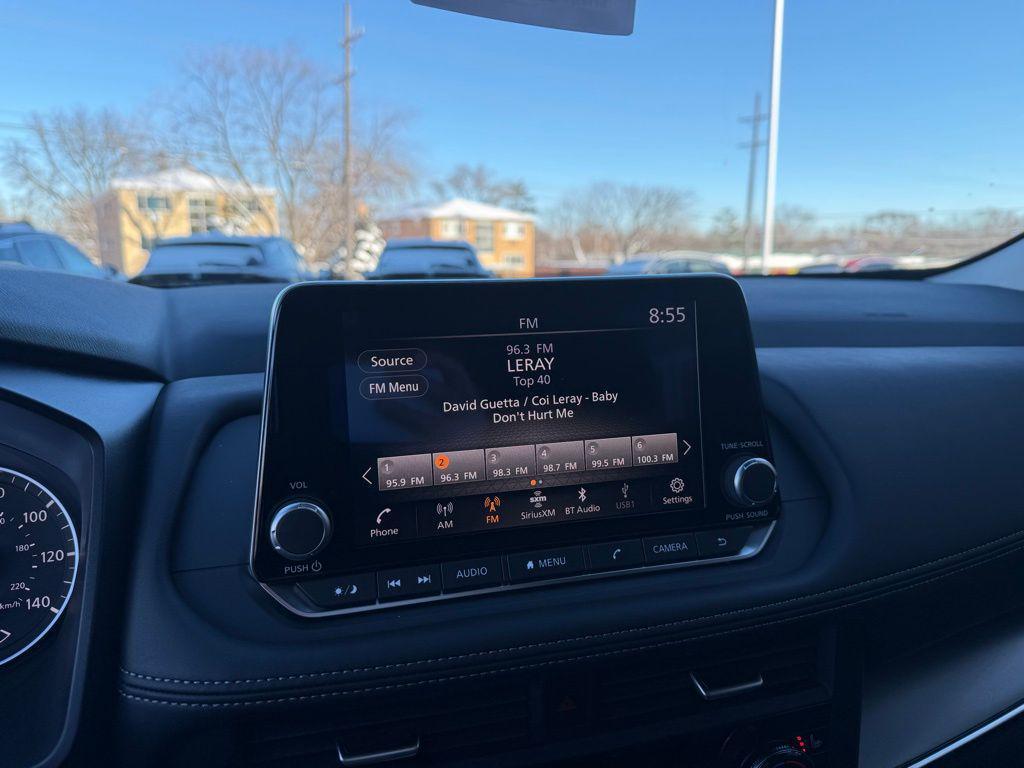 FM
8:55
96.3 FM
LERAY
Top 40
Source
FM Menu
David Guetta / Coi Leray - Baby
Don't Hurt Me
1
95.9 FM
2
96.3 FM
3
98.3 FM
4
98.7 FM
5
99.5 FM
6
100.3 FM
Phone
AM
FM
sxm
SiriusXM
BT Audio
USB1
Settings
VOL
PUSH
TUNE·SCROLL
PUSH SOUND
AUDIO
MENU
CAMERA
100
180
120
200
220
km/h
140